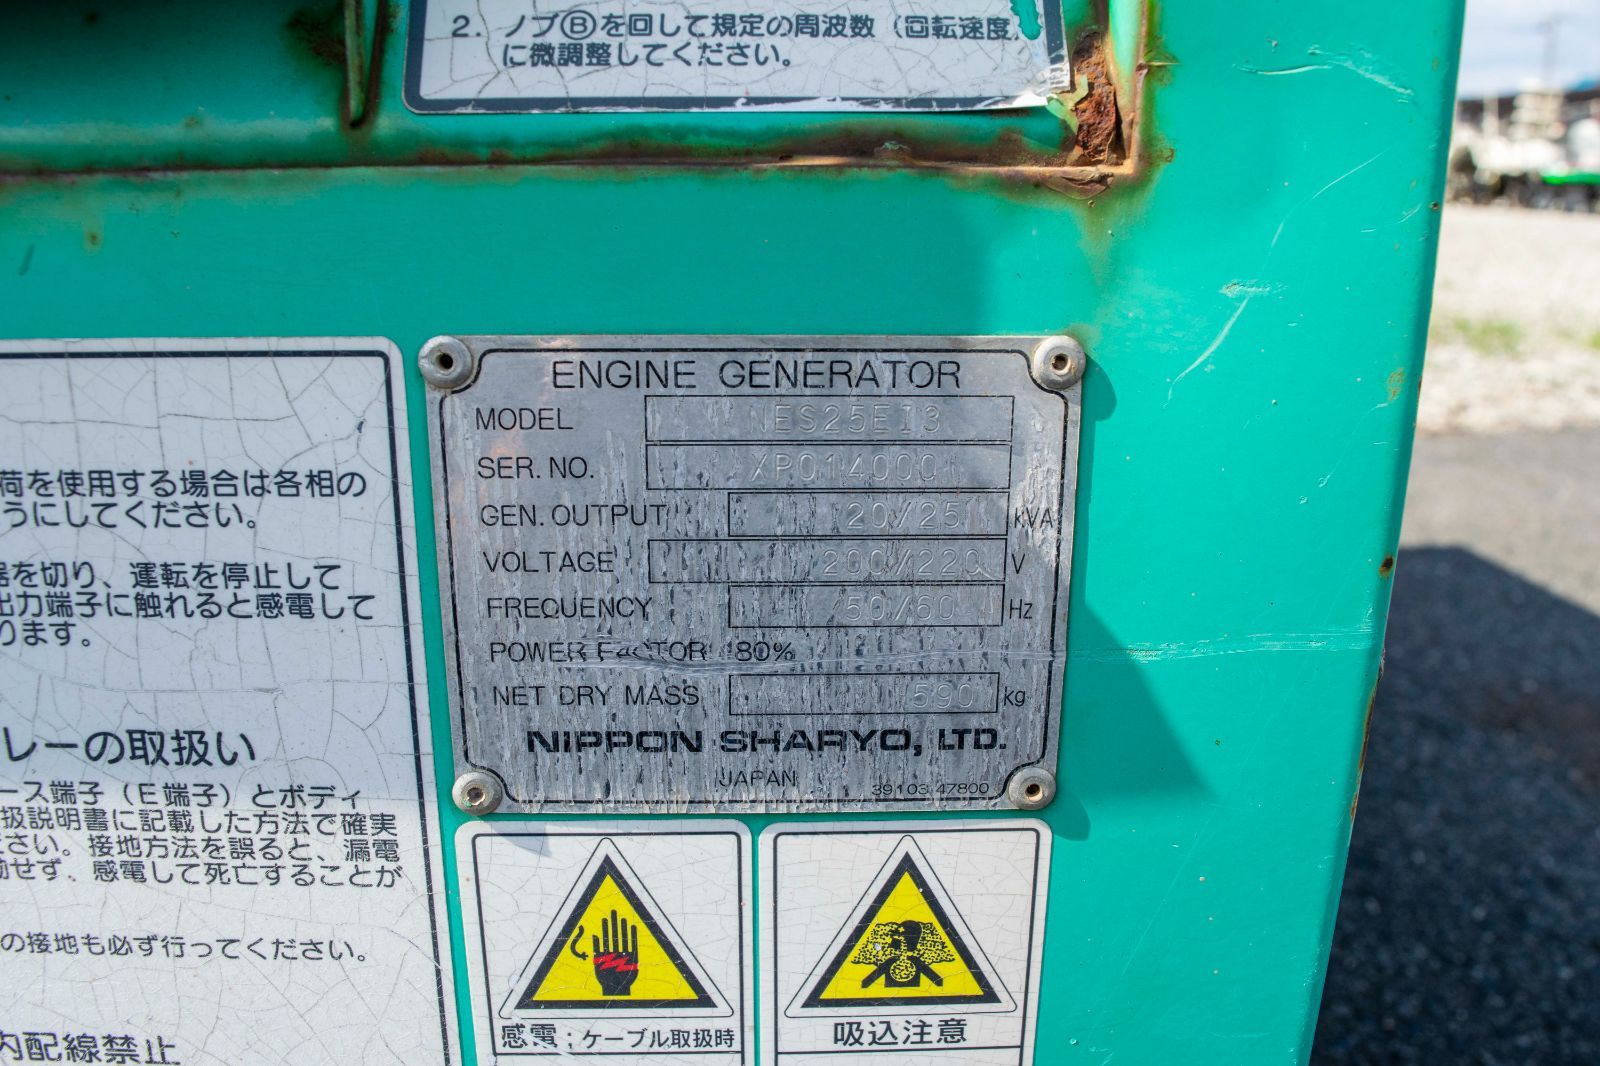 2. ノブⒷを回して規定の周波数（回転速度）
に微調整してください。
荷を使用する場合は各相の
うにしてください。
器を切り、運転を停止して
出力端子に触れると感電して
ります。
レーの取扱い
ース端子（E端子）とボディ
扱説明書に記載した方法で確実
ださい。接地方法を誤ると、漏電
動せず、感電して死亡することが
の接地も必ず行ってください。
内配線禁止
ENGINE GENERATOR
MODEL NES25EI3
SER. NO. XP014000
GEN. OUTPUT 20/25 kVA
VOLTAGE 200/220 V
FREQUENCY 50/60 Hz
POWER FACTOR 80%
NET DRY MASS 590 kg
NIPPON SHARYO, LTD.
JAPAN
39103 47800
感電；ケーブル取扱時
吸込注意